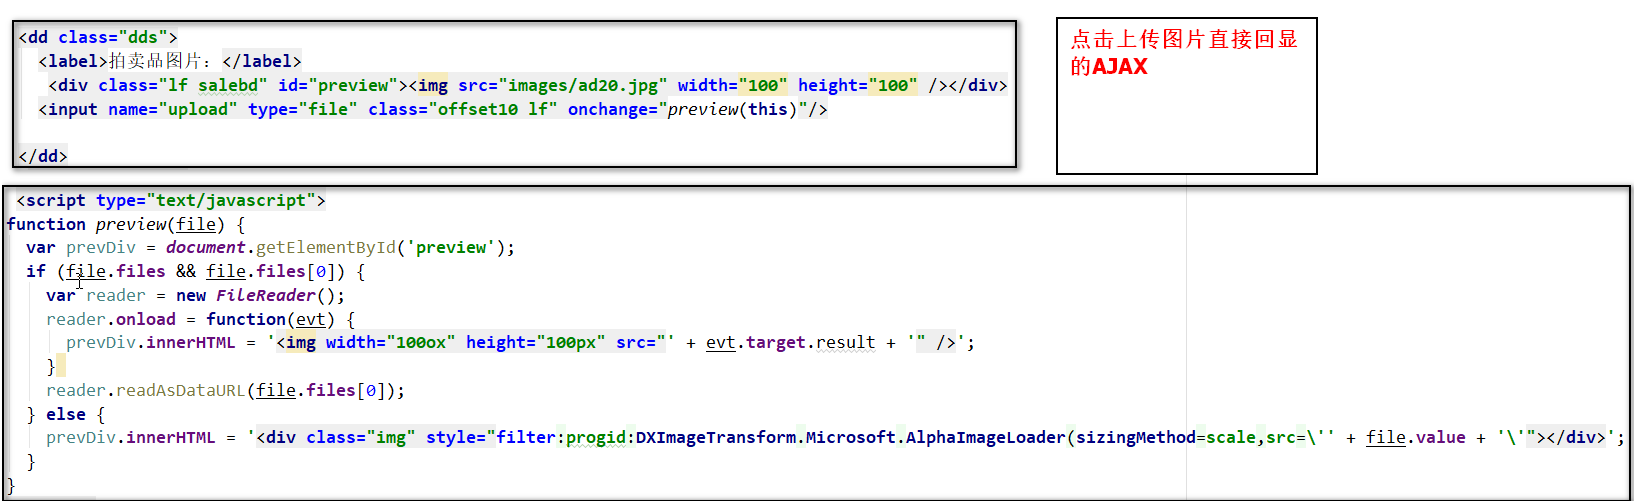 <dd class="dds">
<label>拍卖品图片：</label>
<div class="lf salebd" id="preview"><img src="images/ad20.jpg" width="100" height="100" /></div>
<input name="upload" type="file" class="offset10 lf" onchange="preview(this)"/>
</dd>
点击上传图片直接回显
的AJAX
<script type="text/javascript">
function preview(file) {
var prevDiv = document.getElementById('preview');
if (file.files && file.files[0]) {
var reader = new FileReader();
reader.onload = function(evt) {
prevDiv.innerHTML = '<img width="100ox" height="100px" src="' + evt.target.result + '" />';
}
reader.readAsDataURL(file.files[0]);
} else {
prevDiv.innerHTML = '<div class="img" style="filter:progid:DXImageTransform.Microsoft.AlphaImageLoader(sizingMethod=scale,src=\'' + file.value + '\'"></div>';
}
}